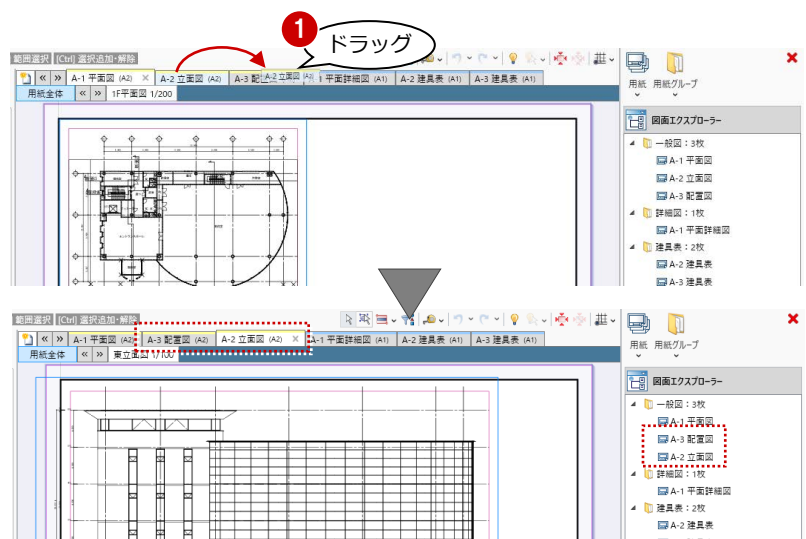 1
ドラッグ
範囲選択 [Ctrl] 選択追加・解除
« » A-1 平面図 (A2) × A-2 立面図 (A2) A-3 配 A-2 立面図 (A2) 平面詳細図 (A1) A-2 建具表 (A1) A-3 建具表 (A1)
用紙全体 « » 1F平面図 1/200
用紙 用紙グループ
図面エクスプローラー
一般図：3枚
A-1 平面図
A-2 立面図
A-3 配置図
詳細図：1枚
A-1 平面詳細図
建具表：2枚
A-2 建具表
A-3 建具表
範囲選択 [Ctrl] 選択追加・解除
« » A-1 平面図 (A2) A-3 配置図 (A2) A-2 立面図 (A2) × A-1 平面詳細図 (A1) A-2 建具表 (A1) A-3 建具表 (A1)
用紙全体 « » 東立面図 1/100
用紙 用紙グループ
図面エクスプローラー
一般図：3枚
A-1 平面図
A-3 配置図
A-2 立面図
詳細図：1枚
A-1 平面詳細図
建具表：2枚
A-2 建具表